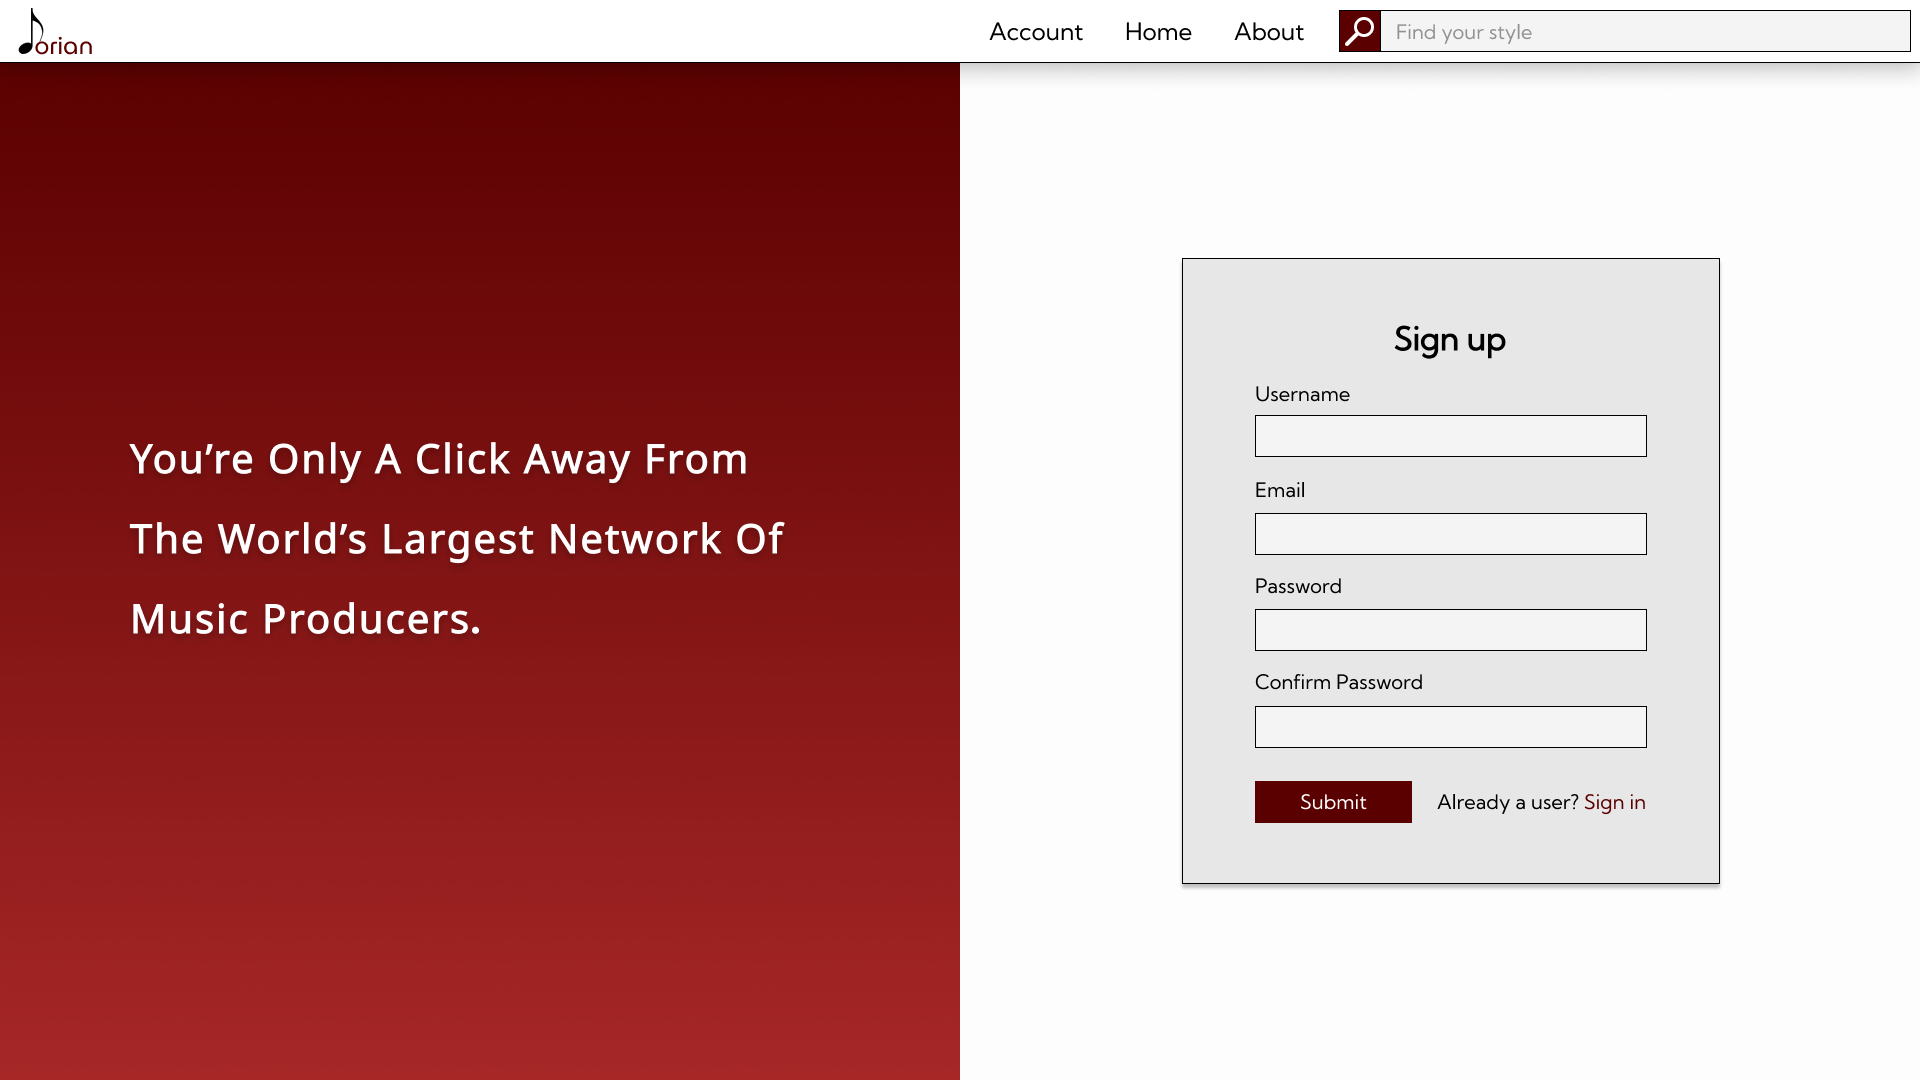 orian
Account
Home
About
Find your style
You’re Only A Click Away From
The World’s Largest Network Of
Music Producers.
Sign up
Username
Email
Password
Confirm Password
Submit
Already a user? Sign in